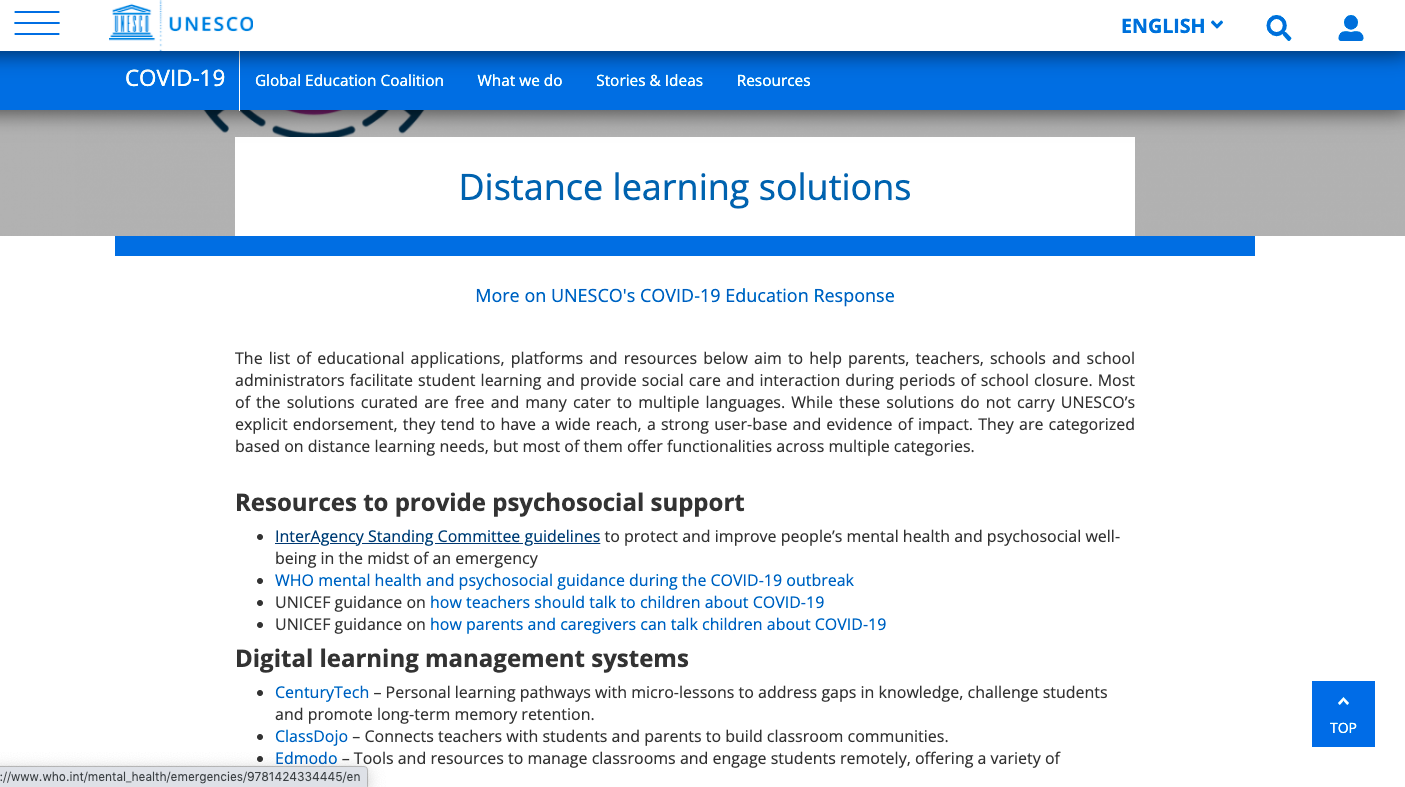 UNESCO
ENGLISH
COVID-19
Global Education Coalition
What we do
Stories & Ideas
Resources
Distance learning solutions
More on UNESCO's COVID-19 Education Response
The list of educational applications, platforms and resources below aim to help parents, teachers, schools and school
administrators facilitate student learning and provide social care and interaction during periods of school closure. Most
of the solutions curated are free and many cater to multiple languages. While these solutions do not carry UNESCO’s
explicit endorsement, they tend to have a wide reach, a strong user-base and evidence of impact. They are categorized
based on distance learning needs, but most of them offer functionalities across multiple categories.
Resources to provide psychosocial support
• InterAgency Standing Committee guidelines to protect and improve people’s mental health and psychosocial well-
being in the midst of an emergency
• WHO mental health and psychosocial guidance during the COVID-19 outbreak
• UNICEF guidance on how teachers should talk to children about COVID-19
• UNICEF guidance on how parents and caregivers can talk children about COVID-19
Digital learning management systems
• CenturyTech – Personal learning pathways with micro-lessons to address gaps in knowledge, challenge students
and promote long-term memory retention.
• ClassDojo – Connects teachers with students and parents to build classroom communities.
• Edmodo – Tools and resources to manage classrooms and engage students remotely, offering a variety of
TOP
://www.who.int/mental_health/emergencies/9781424334445/en